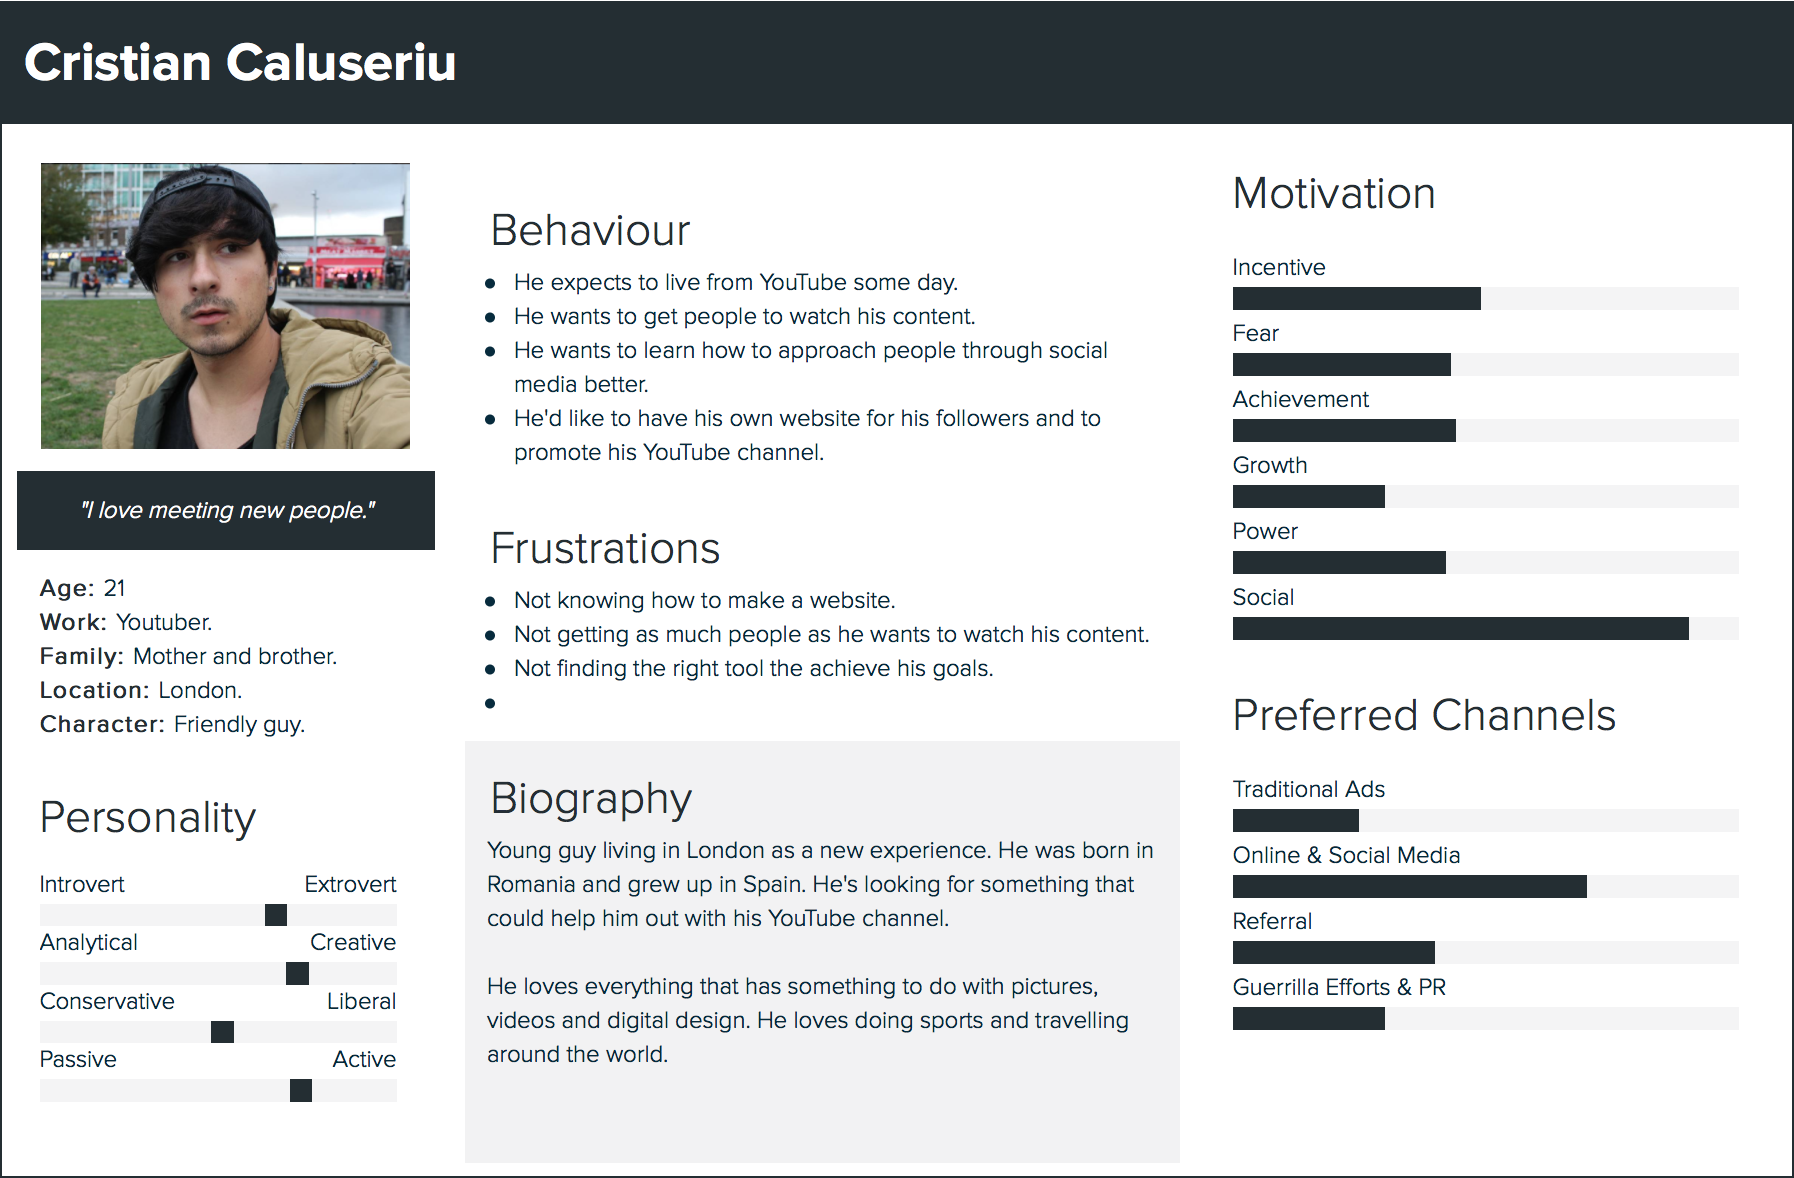 Cristian Caluseriu
"I love meeting new people."
Age: 21
Work: Youtuber.
Family: Mother and brother.
Location: London.
Character: Friendly guy.
Personality
Introvert Extrovert
Analytical Creative
Conservative Liberal
Passive Active
Behaviour
He expects to live from YouTube some day.
He wants to get people to watch his content.
He wants to learn how to approach people through social
media better.
He'd like to have his own website for his followers and to
promote his YouTube channel.
Frustrations
Not knowing how to make a website.
Not getting as much people as he wants to watch his content.
Not finding the right tool the achieve his goals.
Biography
Young guy living in London as a new experience. He was born in
Romania and grew up in Spain. He's looking for something that
could help him out with his YouTube channel.
He loves everything that has something to do with pictures,
videos and digital design. He loves doing sports and travelling
around the world.
Motivation
Incentive
Fear
Achievement
Growth
Power
Social
Preferred Channels
Traditional Ads
Online & Social Media
Referral
Guerrilla Efforts & PR